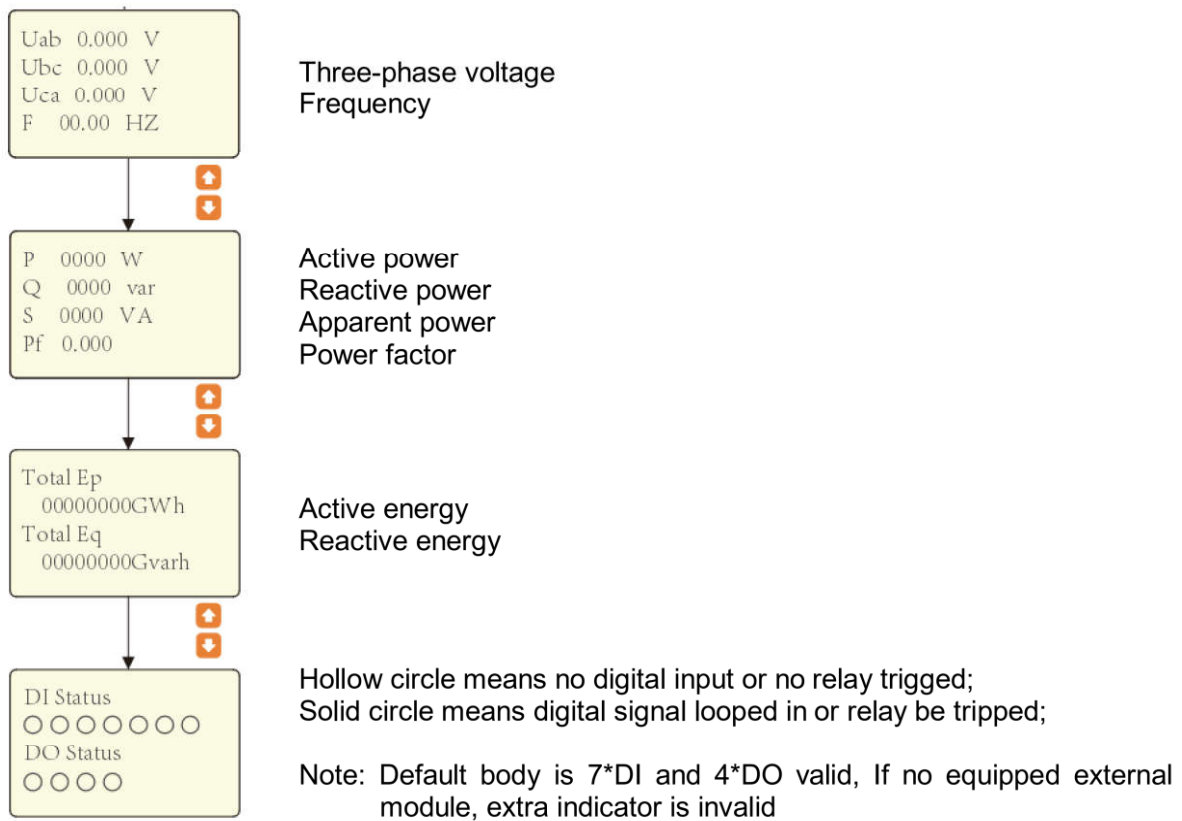 Uab 0.000 V
Ubc 0.000 V
Uca 0.000 V
F 00.00 HZ
Three-phase voltage
Frequency
P 0000 W
Q 0000 var
S 0000 VA
Pf 0.000
Active power
Reactive power
Apparent power
Power factor
Total Ep
00000000GWh
Total Eq
00000000Gvarh
Active energy
Reactive energy
DI Status
DO Status
Hollow circle means no digital input or no relay trigged;
Solid circle means digital signal looped in or relay be tripped;
Note: Default body is 7*DI and 4*DO valid, If no equipped external
module, extra indicator is invalid